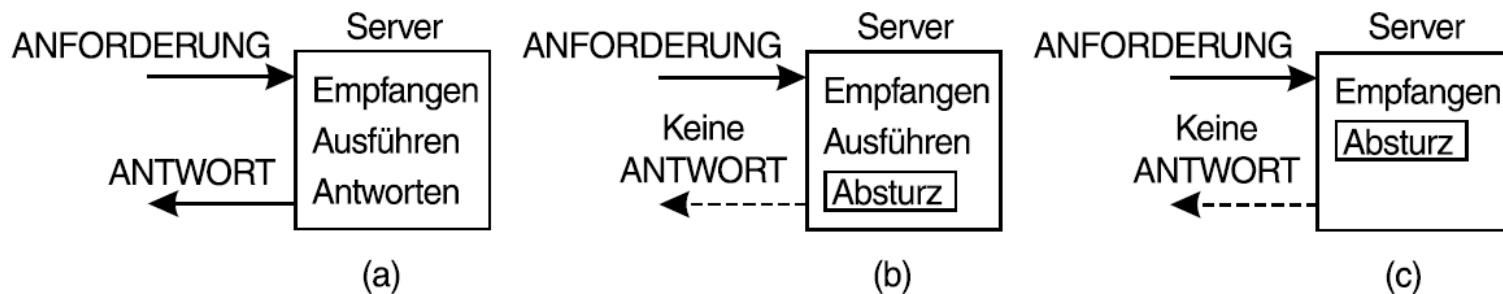 Server
ANFORDERUNG
Empfangen
Ausführen
ANTWORT
Antworten
(a)
Server
ANFORDERUNG
Empfangen
Keine
ANTWORT
Ausführen
Absturz
(b)
Server
ANFORDERUNG
Empfangen
Keine
ANTWORT
Absturz
(c)